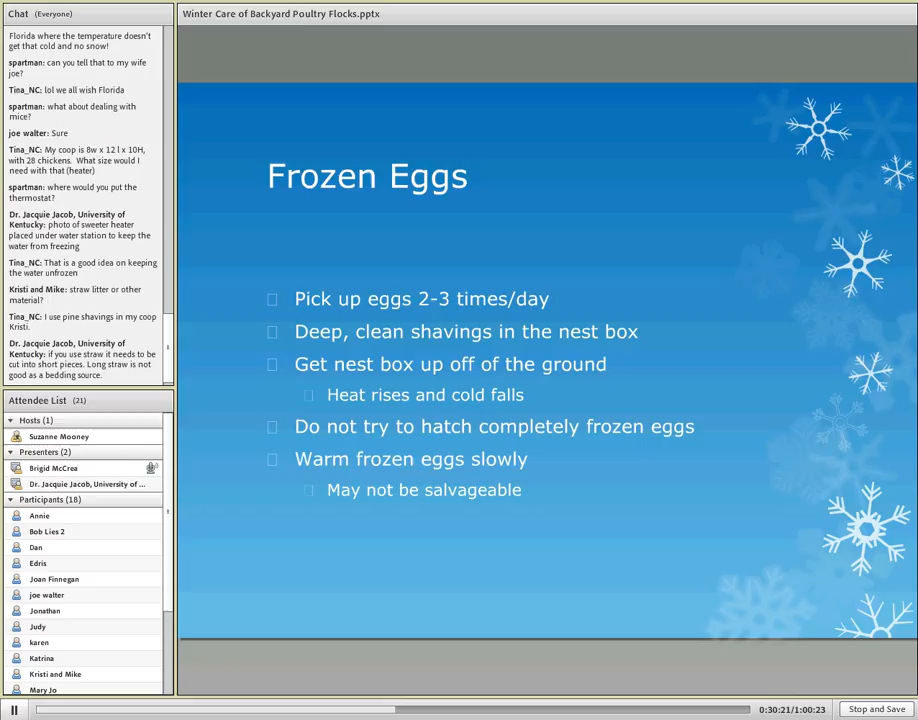 Chat (Everyone)
Florida where the temperature doesn't
get that cold and no snow!
spartman: can you tell that to my wife
joe?
Tina_NC: lol we all wish Florida
spartman: what about dealing with
mice?
joe walter: Sure
Tina_NC: My coop is 8w x 12 l x 10H,
with 28 chickens. What size would I
need with that (heater)
spartman: where would you put the
thermostat?
Dr. Jacquie Jacob, University of
Kentucky: photo of sweeter heater
placed under water station to keep the
water from freezing
Tina_NC: That is a good idea on keeping
the water unfrozen
Kristi and Mike: straw litter or other
material?
Tina_NC: I use pine shavings in my coop
Kristi.
Dr. Jacquie Jacob, University of
Kentucky: if you use straw it needs to be
cut into short pieces. Long straw is not
good as a bedding source.
Attendee List (21)
Hosts (1)
Suzanne Mooney
Presenters (2)
Brigid McCrea
Dr. Jacquie Jacob, University of ...
Participants (18)
Annie
Bob Lies 2
Dan
Edris
Joan Finnegan
joe walter
Jonathan
Judy
karen
Katrina
Kristi and Mike
Mary Jo
Winter Care of Backyard Poultry Flocks.pptx
Frozen Eggs
Pick up eggs 2-3 times/day
Deep, clean shavings in the nest box
Get nest box up off of the ground
Heat rises and cold falls
Do not try to hatch completely frozen eggs
Warm frozen eggs slowly
May not be salvageable
0:30:21/1:00:23
Stop and Save